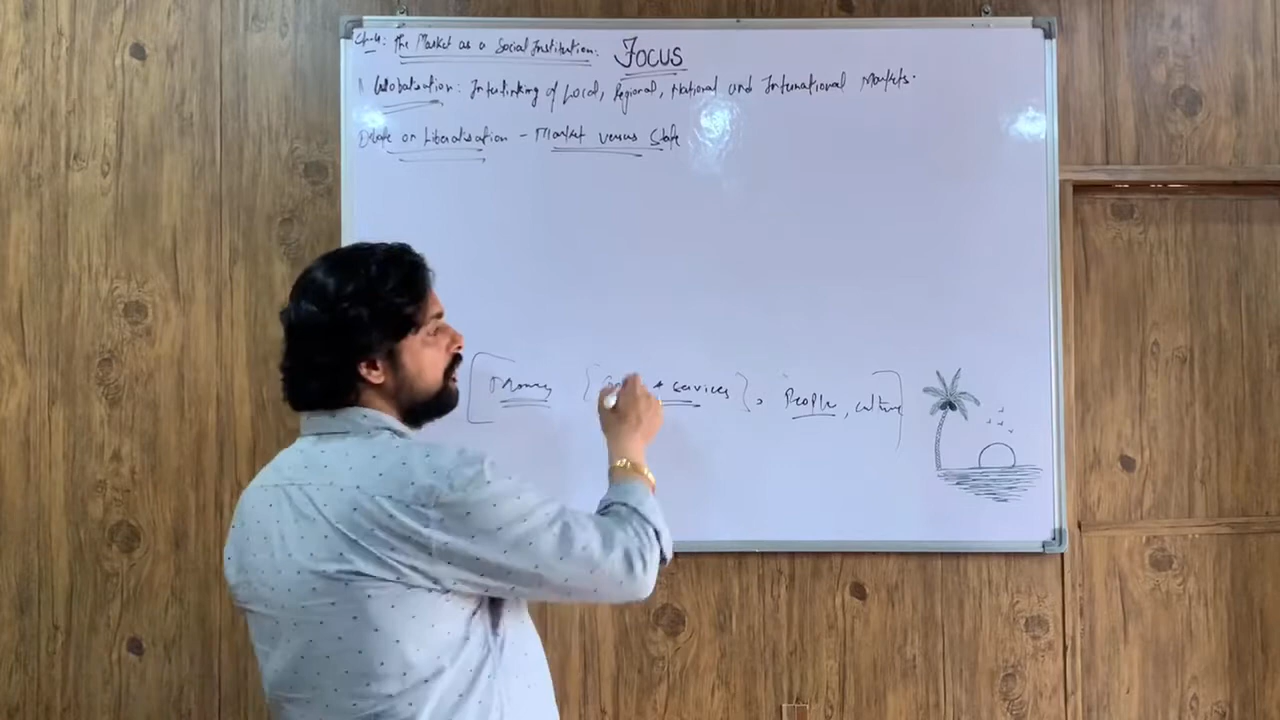 Ch-4: The Market as a Social Institution: FOCUS
Globalisation: Interlinking of Local, Regional, National and International Markets.
Debate on Liberalisation - Market versus State
[Money { + services }, People, culture]